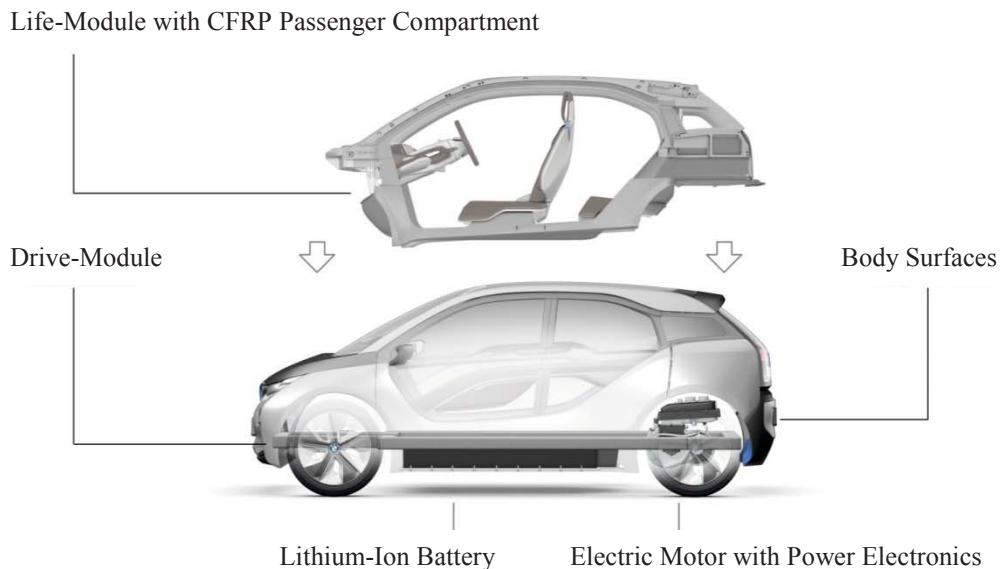 Life-Module with CFRP Passenger Compartment
Drive-Module
Body Surfaces
Lithium-Ion Battery
Electric Motor with Power Electronics